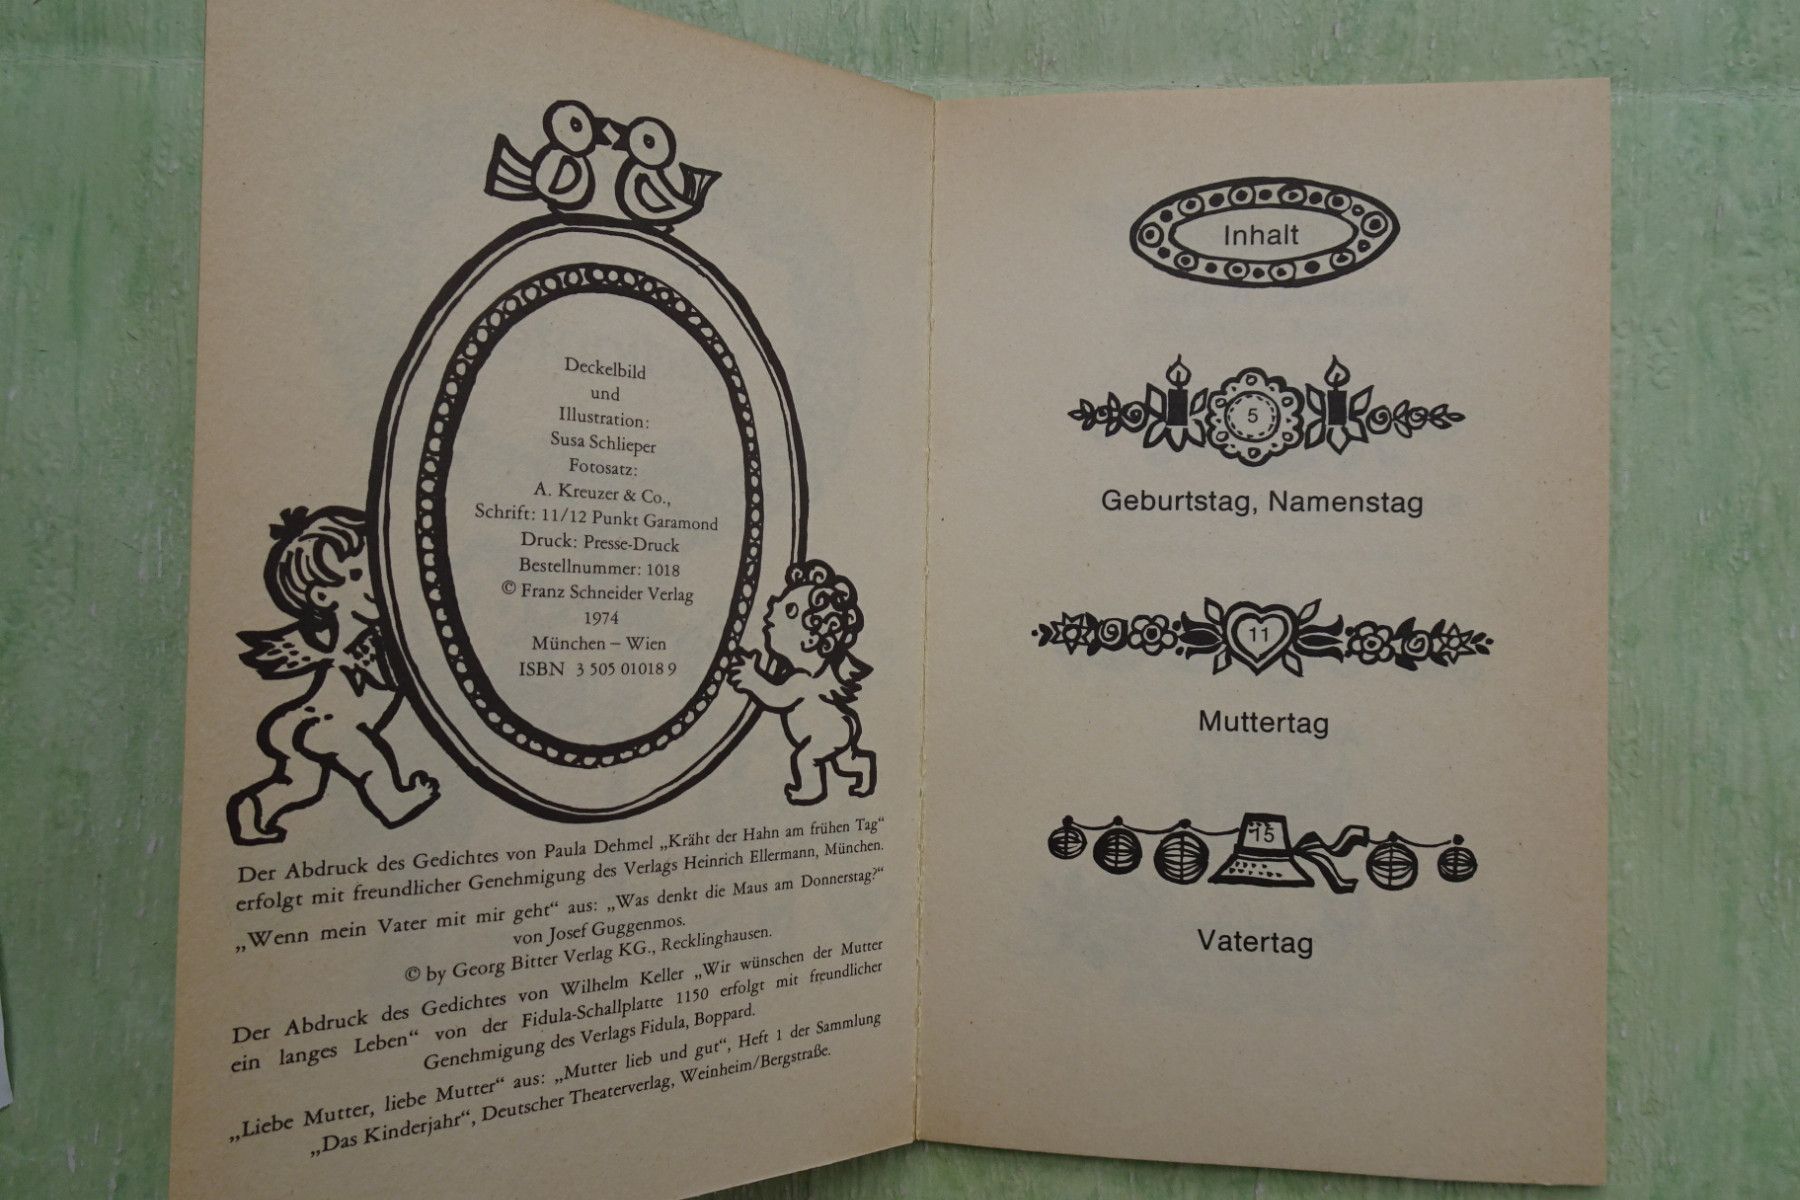 Deckelbild
und
Illustration:
Susa Schlieper
Fotosatz:
A. Kreuzer & Co.,
Schrift: 11/12 Punkt Garamond
Druck: Presse-Druck
Bestellnummer: 1018
© Franz Schneider Verlag
1974
München – Wien
ISBN 3 505 01018 9
Der Abdruck des Gedichtes von Paula Dehmel „Kräht der Hahn am frühen Tag“
erfolgt mit freundlicher Genehmigung des Verlags Heinrich Ellermann, München.
„Wenn mein Vater mit mir geht“ aus: „Was denkt die Maus am Donnerstag?“
von Josef Guggenmos.
© by Georg Bitter Verlag KG., Recklinghausen.
Der Abdruck des Gedichtes von Wilhelm Keller „Wir wünschen der Mutter
ein langes Leben“ von der Fidula-Schallplatte 1150 erfolgt mit freundlicher
Genehmigung des Verlags Fidula, Boppard.
„Liebe Mutter, liebe Mutter“ aus: „Mutter lieb und gut“, Heft 1 der Sammlung
„Das Kinderjahr“, Deutscher Theaterverlag, Weinheim/Bergstraße.
Inhalt
5
Geburtstag, Namenstag
11
Muttertag
15
Vatertag